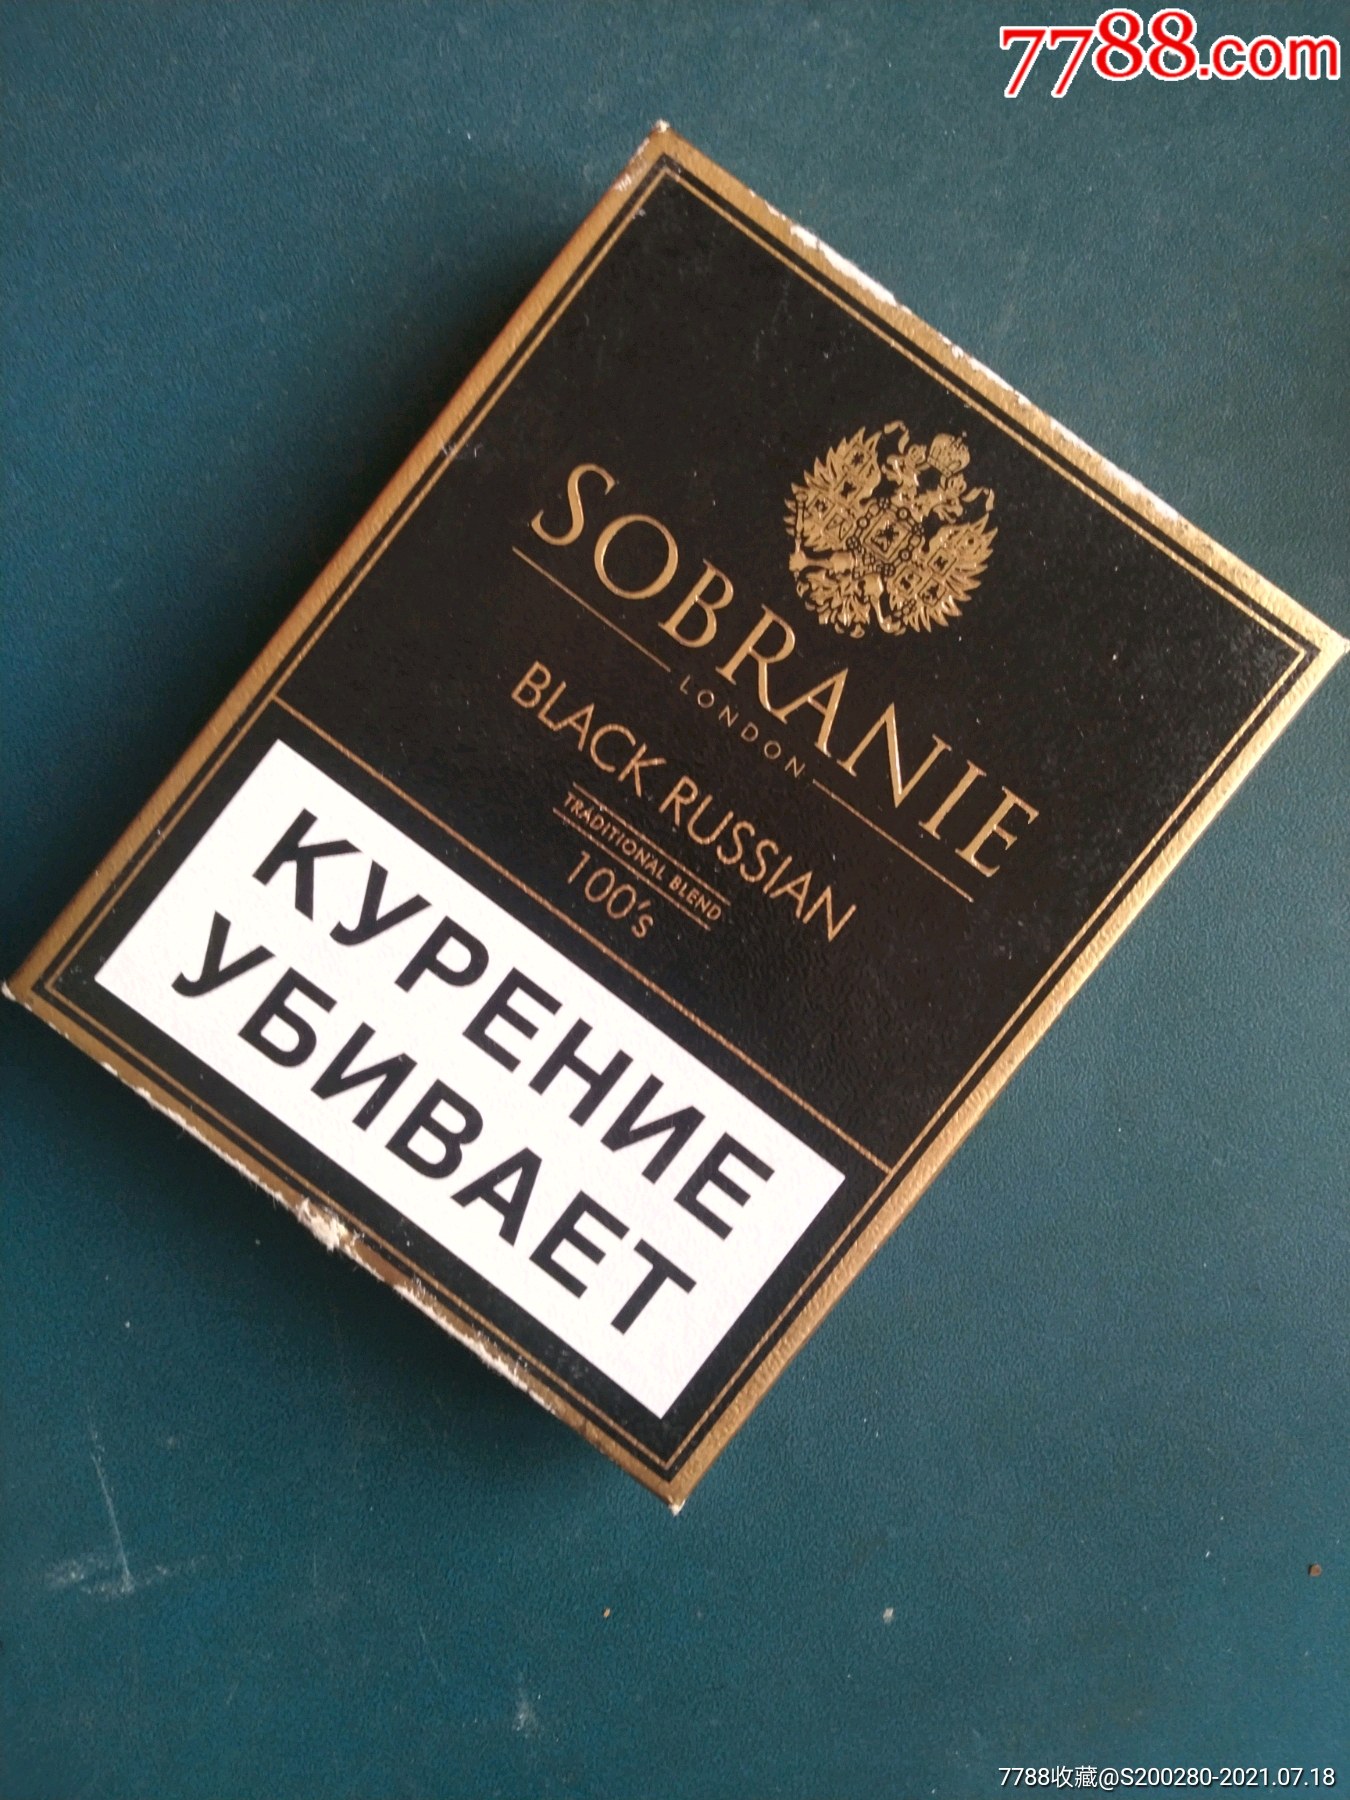 7788.com
SOBRANIE
LONDON
BLACK RUSSIAN
TRADITIONAL BLEND
100's
КУРЕНИЕ
УБИВАЕТ
7788收藏@S200280-2021.07.18